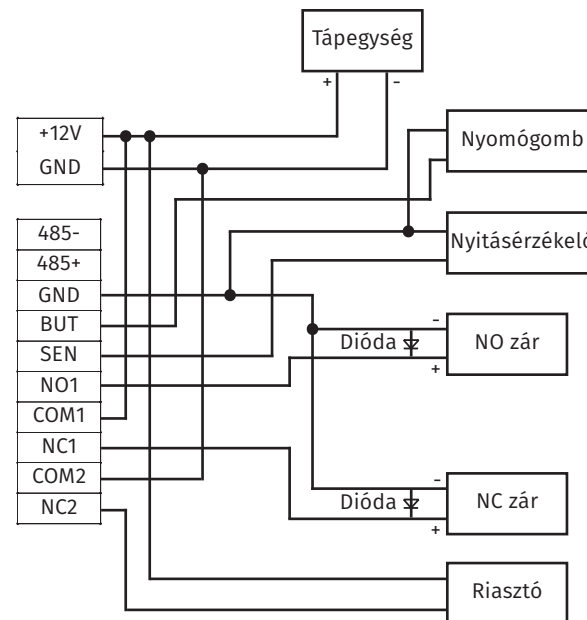 Tápegység
+ -
+12V
GND
Nyomógomb
485-
485+
GND
BUT
SEN
NO1
COM1
NC1
COM2
NC2
Nyitásérzékelő
-
Dióda
+
NO zár
-
Dióda
+
NC zár
Riasztó